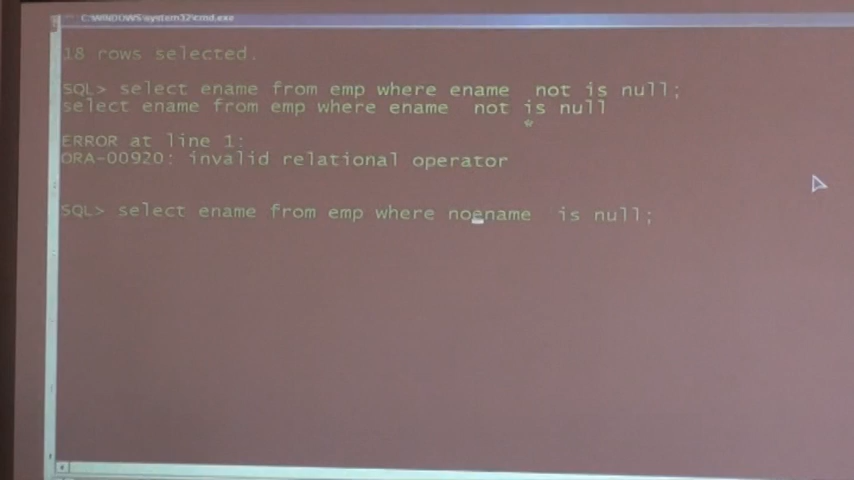 C:\WINDOWS\system32\cmd.exe
18 rows selected.
SQL> select ename from emp where ename  not is null;
select ename from emp where ename  not is null
*
ERROR at line 1:
ORA-00920: invalid relational operator
SQL> select ename from emp where noename  is null;